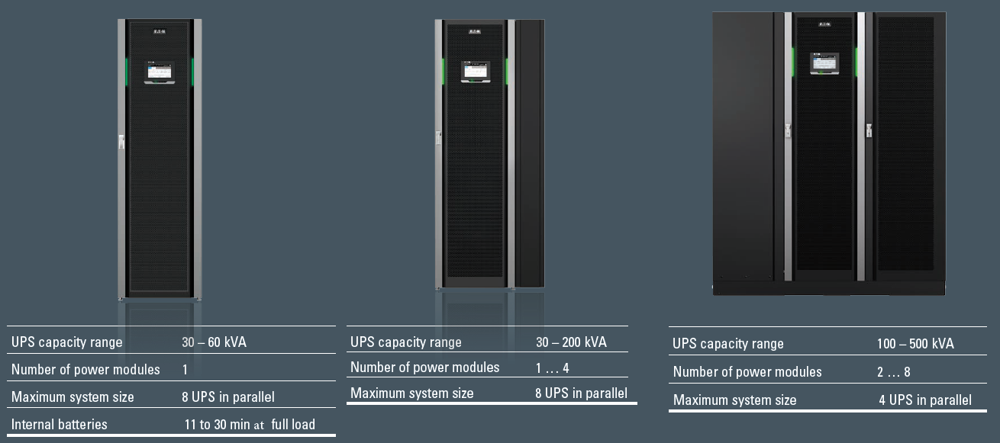 EATON
EATON
EATON
UPS capacity range 30 – 60 kVA
Number of power modules 1
Maximum system size 8 UPS in parallel
Internal batteries 11 to 30 min at full load
UPS capacity range 30 – 200 kVA
Number of power modules 1 … 4
Maximum system size 8 UPS in parallel
UPS capacity range 100 – 500 kVA
Number of power modules 2 … 8
Maximum system size 4 UPS in parallel